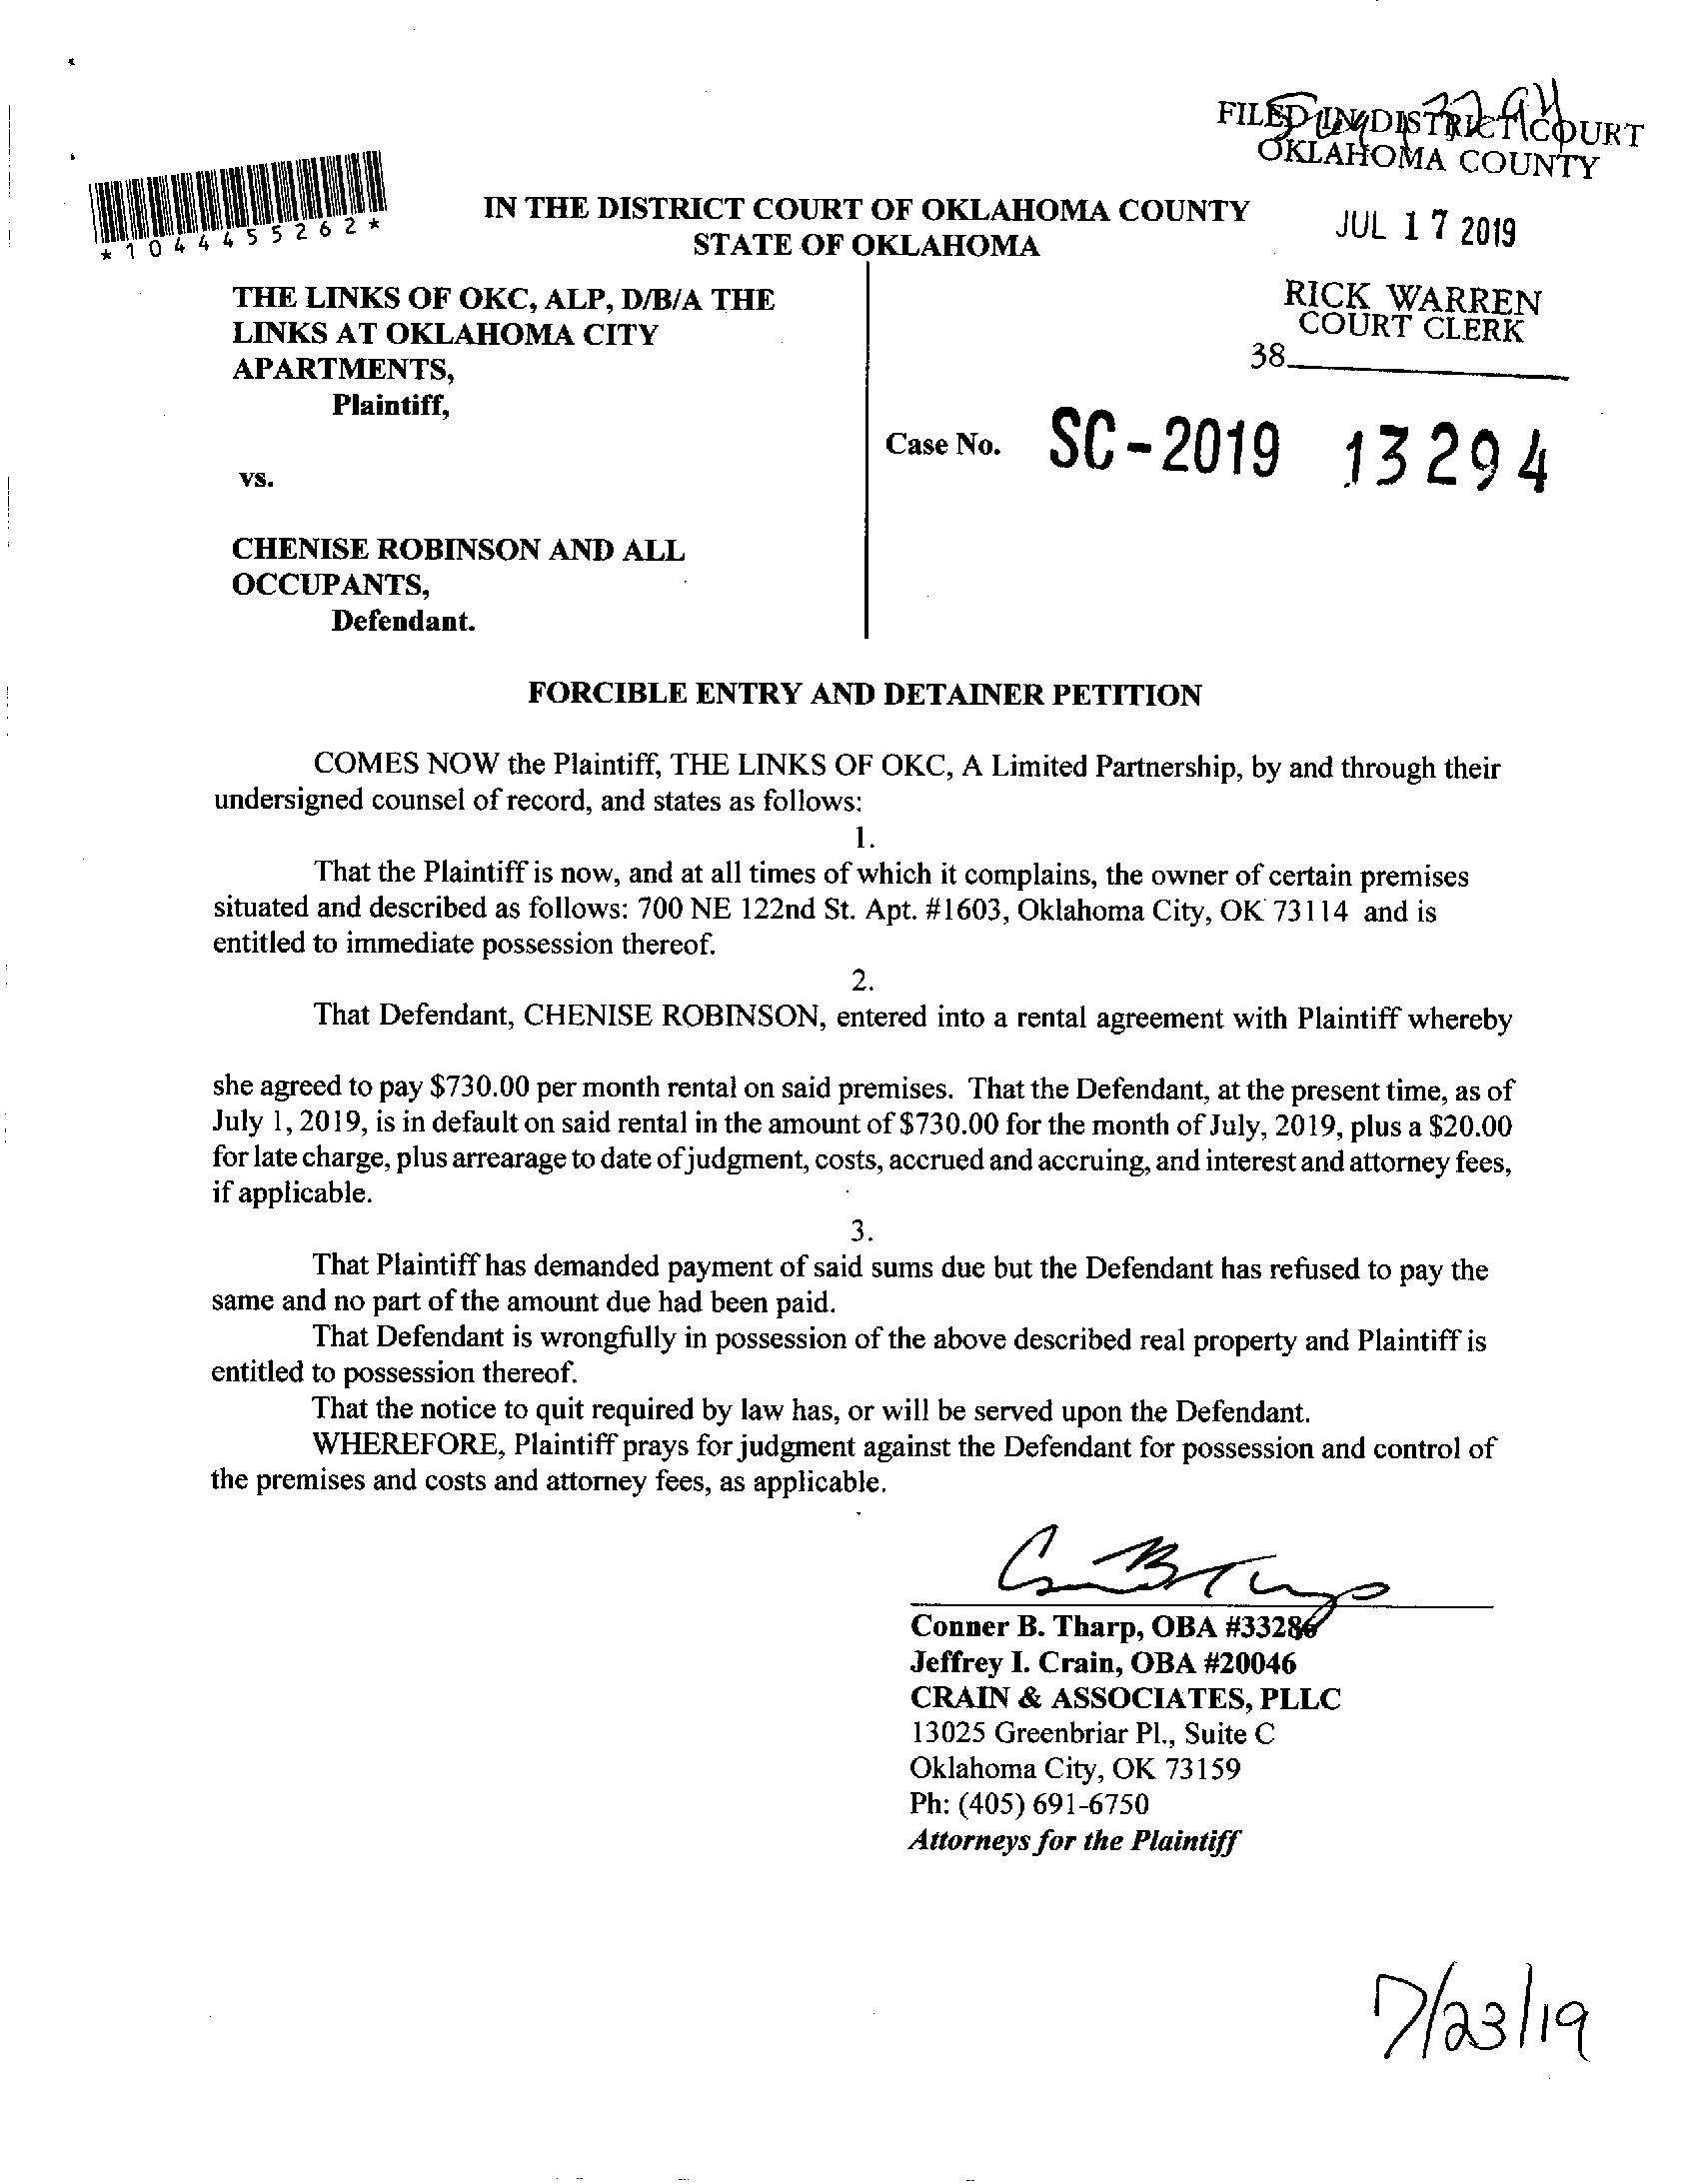 FILED IN DISTRICT COURT
OKLAHOMA COUNTY
*1044455262*
IN THE DISTRICT COURT OF OKLAHOMA COUNTY
STATE OF OKLAHOMA
JUL 17 2019
THE LINKS OF OKC, ALP, D/B/A THE
LINKS AT OKLAHOMA CITY
APARTMENTS,
Plaintiff,
RICK WARREN
COURT CLERK
38
Case No. SC-2019 13294
vs.
CHENISE ROBINSON AND ALL
OCCUPANTS,
Defendant.
FORCIBLE ENTRY AND DETAINER PETITION
COMES NOW the Plaintiff, THE LINKS OF OKC, A Limited Partnership, by and through their
undersigned counsel of record, and states as follows:
1.
That the Plaintiff is now, and at all times of which it complains, the owner of certain premises
situated and described as follows: 700 NE 122nd St. Apt. #1603, Oklahoma City, OK 73114 and is
entitled to immediate possession thereof.
2.
That Defendant, CHENISE ROBINSON, entered into a rental agreement with Plaintiff whereby
she agreed to pay $730.00 per month rental on said premises. That the Defendant, at the present time, as of
July 1, 2019, is in default on said rental in the amount of $730.00 for the month of July, 2019, plus a $20.00
for late charge, plus arrearage to date of judgment, costs, accrued and accruing, and interest and attorney fees,
if applicable.
3.
That Plaintiff has demanded payment of said sums due but the Defendant has refused to pay the
same and no part of the amount due had been paid.
That Defendant is wrongfully in possession of the above described real property and Plaintiff is
entitled to possession thereof.
That the notice to quit required by law has, or will be served upon the Defendant.
WHEREFORE, Plaintiff prays for judgment against the Defendant for possession and control of
the premises and costs and attorney fees, as applicable.
Conner B. Tharp, OBA #33286
Jeffrey I. Crain, OBA #20046
CRAIN & ASSOCIATES, PLLC
13025 Greenbriar Pl., Suite C
Oklahoma City, OK 73159
Ph: (405) 691-6750
Attorneys for the Plaintiff
7/23/19